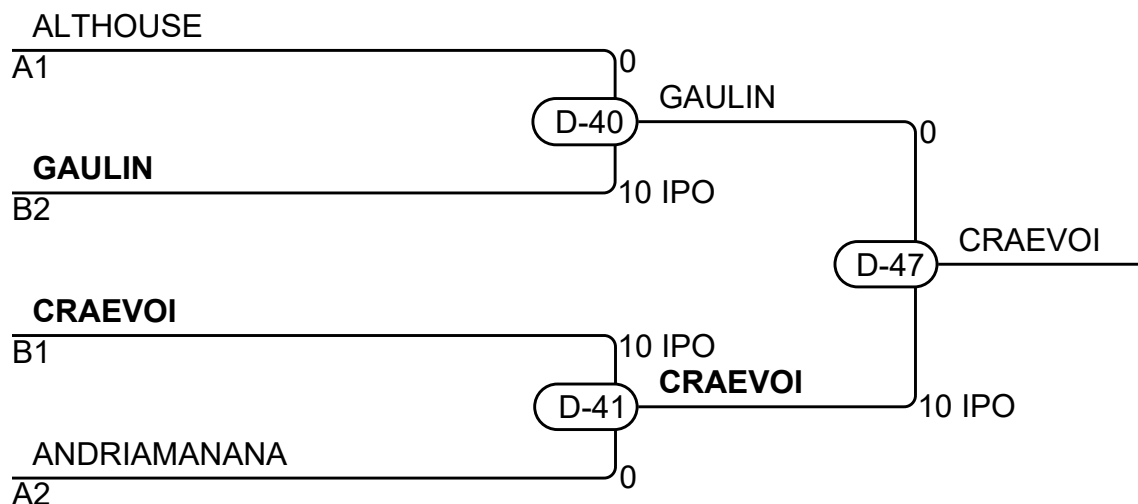 ALTHOUSE
A1
0
D-40
GAULIN
0
GAULIN
B2
10 IPO
D-47
CRAEVOI
CRAEVOI
B1
10 IPO
CRAEVOI
D-41
10 IPO
ANDRIAMANANA
A2
0